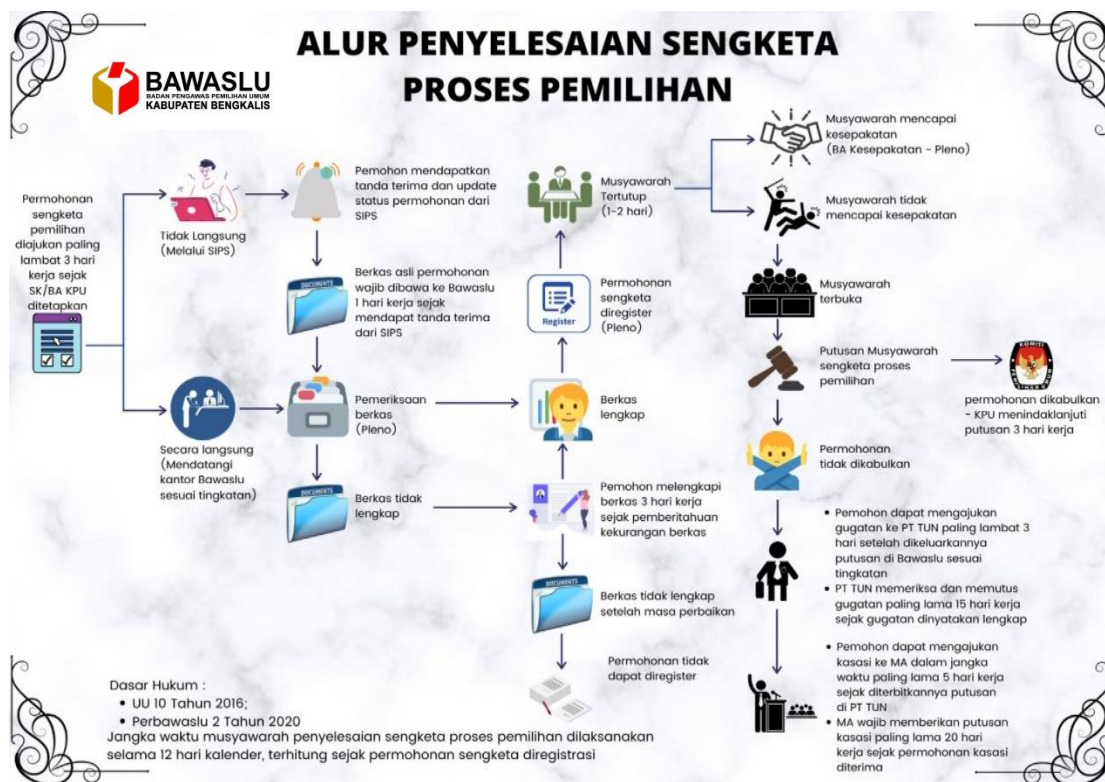 ALUR PENYELESAIAN SENGKETA
PROSES PEMILIHAN
BAWASLU
BADAN PENGAWAS PEMILIHAN UMUM
KABUPATEN BENGKALIS
Permohonan
sengketa
pemilihan
diajukan paling
lambat 3 hari
kerja sejak
SK/BA KPU
ditetapkan
Tidak Langsung
(Melalui SIPS)
Secara langsung
(Mendatangi
kantor Bawaslu
sesuai tingkatan)
Pemohon mendapatkan
tanda terima dan update
status permohonan dari
SIPS
DOCUMENTS
Berkas asli permohonan
wajib dibawa ke Bawaslu
1 hari kerja sejak
mendapat tanda terima
dari SIPS
Pemeriksaan
berkas
(Pleno)
DOCUMENTS
Berkas tidak
lengkap
Musyawarah
Tertutup
(1-2 hari)
Register
Permohonan
sengketa
diregister
(Pleno)
Berkas
lengkap
Pemohon melengkapi
berkas 3 hari kerja
sejak pemberitahuan
kekurangan berkas
DOCUMENTS
Berkas tidak lengkap
setelah masa perbaikan
Permohonan tidak
dapat diregister
Musyawarah mencapai
kesepakatan
(BA Kesepakatan - Pleno)
Musyawarah tidak
mencapai kesepakatan
Musyawarah
terbuka
Putusan Musyawarah
sengketa proses
pemilihan
permohonan dikabulkan
- KPU menindaklanjuti
putusan 3 hari kerja
Permohonan
tidak dikabulkan
• Pemohon dapat mengajukan
gugatan ke PT TUN paling lambat 3
hari setelah dikeluarkannya
putusan di Bawaslu sesuai
tingkatan
• PT TUN memeriksa dan memutus
gugatan paling lama 15 hari kerja
sejak gugatan dinyatakan lengkap
• Pemohon dapat mengajukan
kasasi ke MA dalam jangka
waktu paling lama 5 hari kerja
sejak diterbitkannya putusan
di PT TUN
• MA wajib memberikan putusan
kasasi paling lama 20 hari
kerja sejak permohonan kasasi
diterima
Dasar Hukum :
• UU 10 Tahun 2016;
• Perbawaslu 2 Tahun 2020
Jangka waktu musyawarah penyelesaian sengketa proses pemilihan dilaksanakan
selama 12 hari kalender, terhitung sejak permohonan sengketa diregistrasi